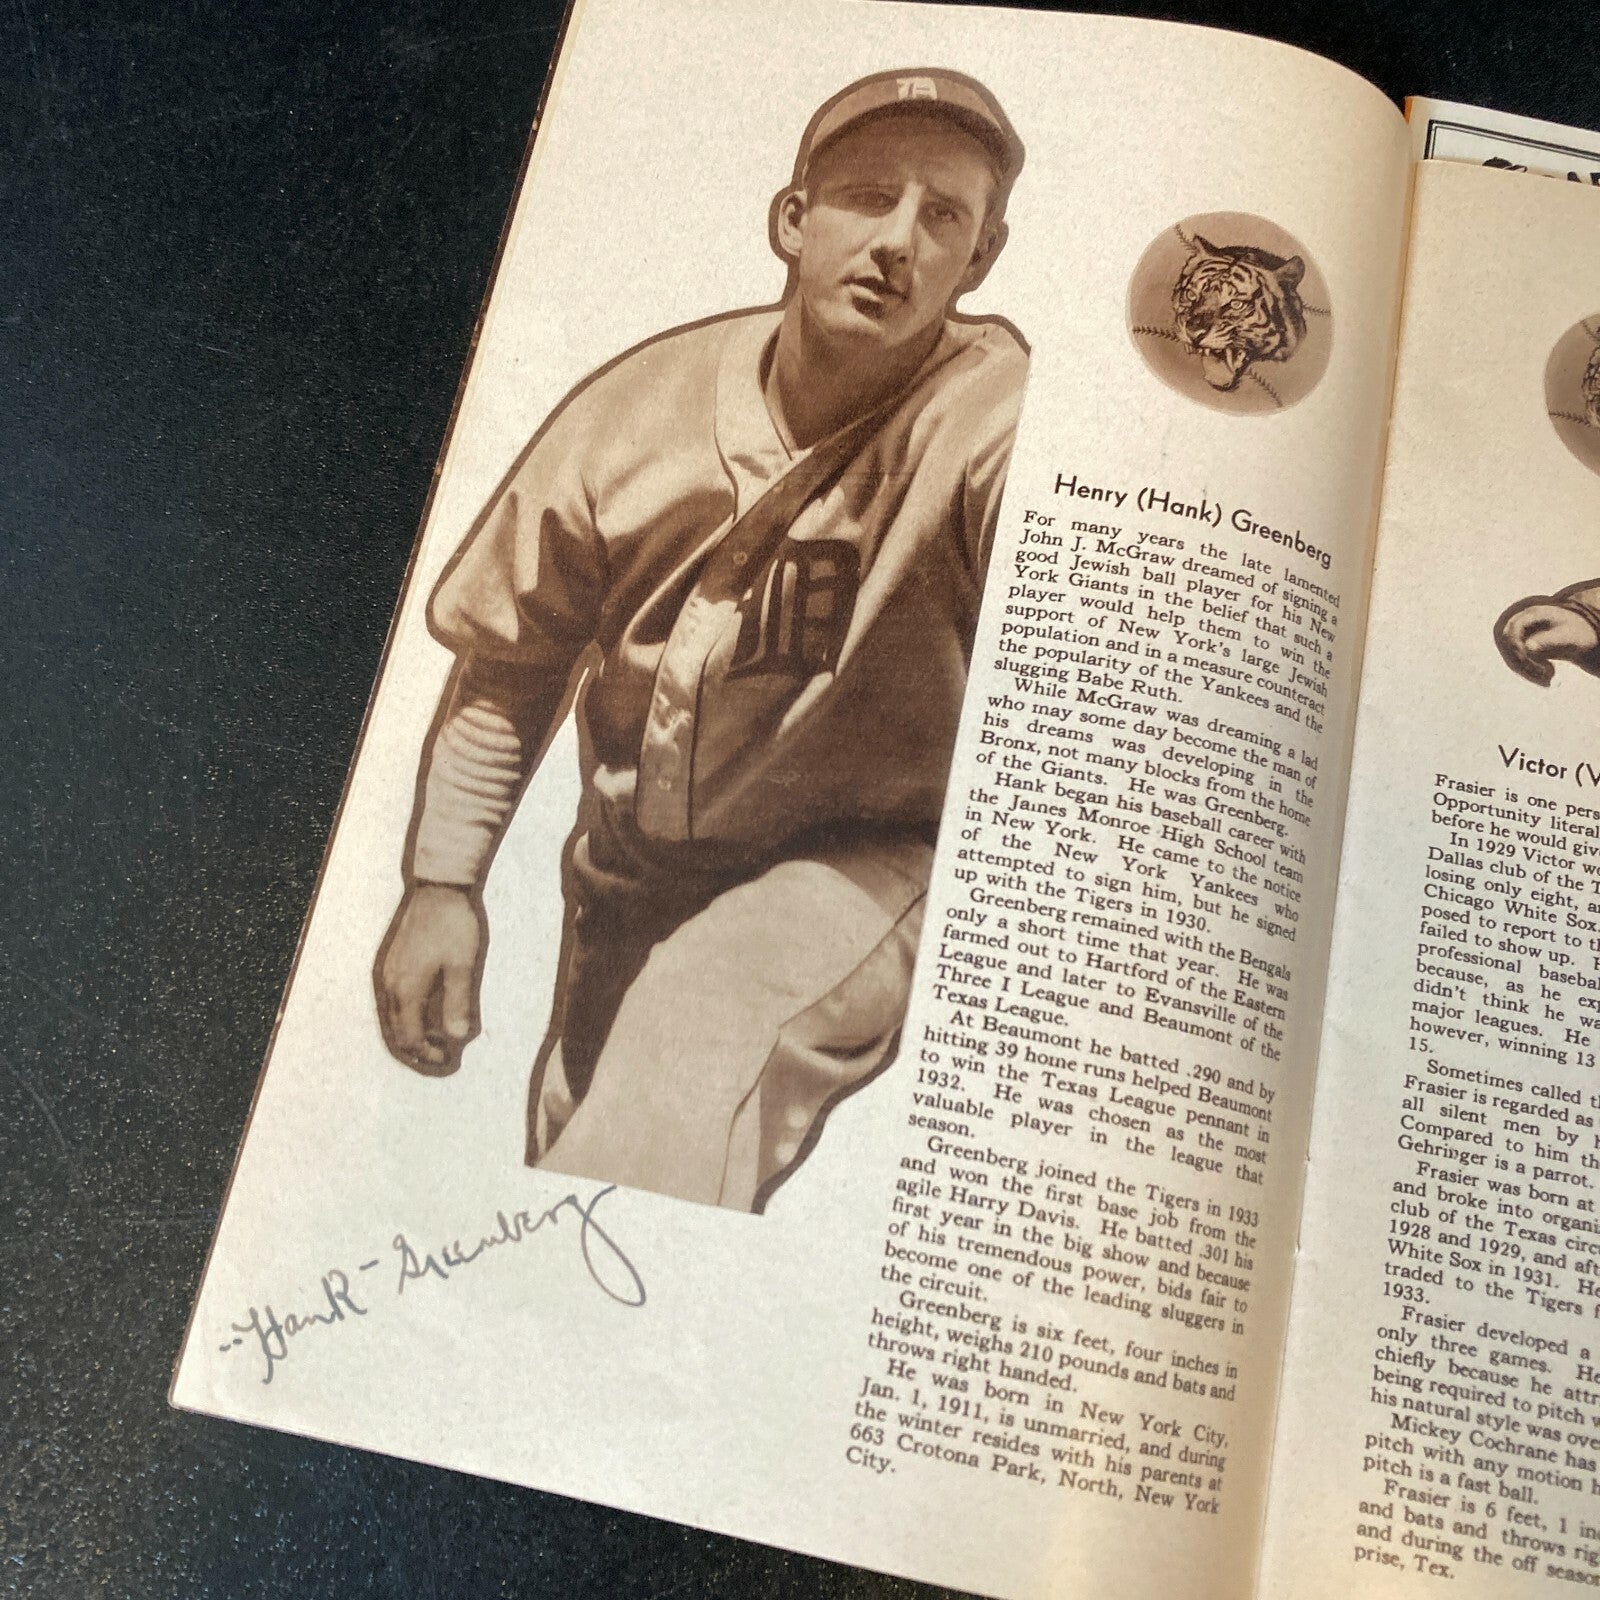 D
D
Henry (Hank) Greenberg
For many years the late lamented
John J. McGraw dreamed of signing a
good Jewish ball player for his New
York Giants in the belief that such a
player would help them to win the
support of New York's large Jewish
population and in a measure counteract
the popularity of the Yankees and the
slugging Babe Ruth.
While McGraw was dreaming a lad
who may some day become the man of
his dreams was developing in the
Bronx, not many blocks from the home
of the Giants. He was Greenberg.
Hank began his baseball career with
the James Monroe High School team
in New York. He came to the notice
of the New York Yankees who
attempted to sign him, but he signed
up with the Tigers in 1930.
Greenberg remained with the Bengals
only a short time that year. He was
farmed out to Hartford of the Eastern
League and later to Evansville of the
Three I League and Beaumont of the
Texas League.
At Beaumont he batted .290 and by
hitting 39 home runs helped Beaumont
to win the Texas League pennant in
1932. He was chosen as the most
valuable player in the league that
season.
Greenberg joined the Tigers in 1933
and won the first base job from the
agile Harry Davis. He batted .301 his
first year in the big show and because
of his tremendous power, bids fair to
become one of the leading sluggers in
the circuit.
Greenberg is six feet, four inches in
height, weighs 210 pounds and bats and
throws right handed.
He was born in New York City,
Jan. 1, 1911, is unmarried, and during
the winter resides with his parents at
663 Crotona Park, North, New York
City.
--Hank - Greenberg
Victor (V
Frasier is one pers
Opportunity literal
before he would giv
In 1929 Victor wo
Dallas club of the T
losing only eight, a
Chicago White Sox.
posed to report to th
failed to show up. H
professional basebal
because, as he exp
didn't think he wa
major leagues. He
however, winning 13
15.
Sometimes called th
Frasier is regarded as
all silent men by h
Compared to him th
Gehringer is a parrot.
Frasier was born at
and broke into organi
club of the Texas circu
1928 and 1929, and aft
White Sox in 1931. He
traded to the Tigers f
1933.
Frasier developed a
only three games. He
chiefly because he attr
being required to pitch w
his natural style was ove
Mickey Cochrane has
pitch with any motion h
pitch is a fast ball.
Frasier is 6 feet, 1 in
and bats and throws rig
and during the off season
prise, Tex.